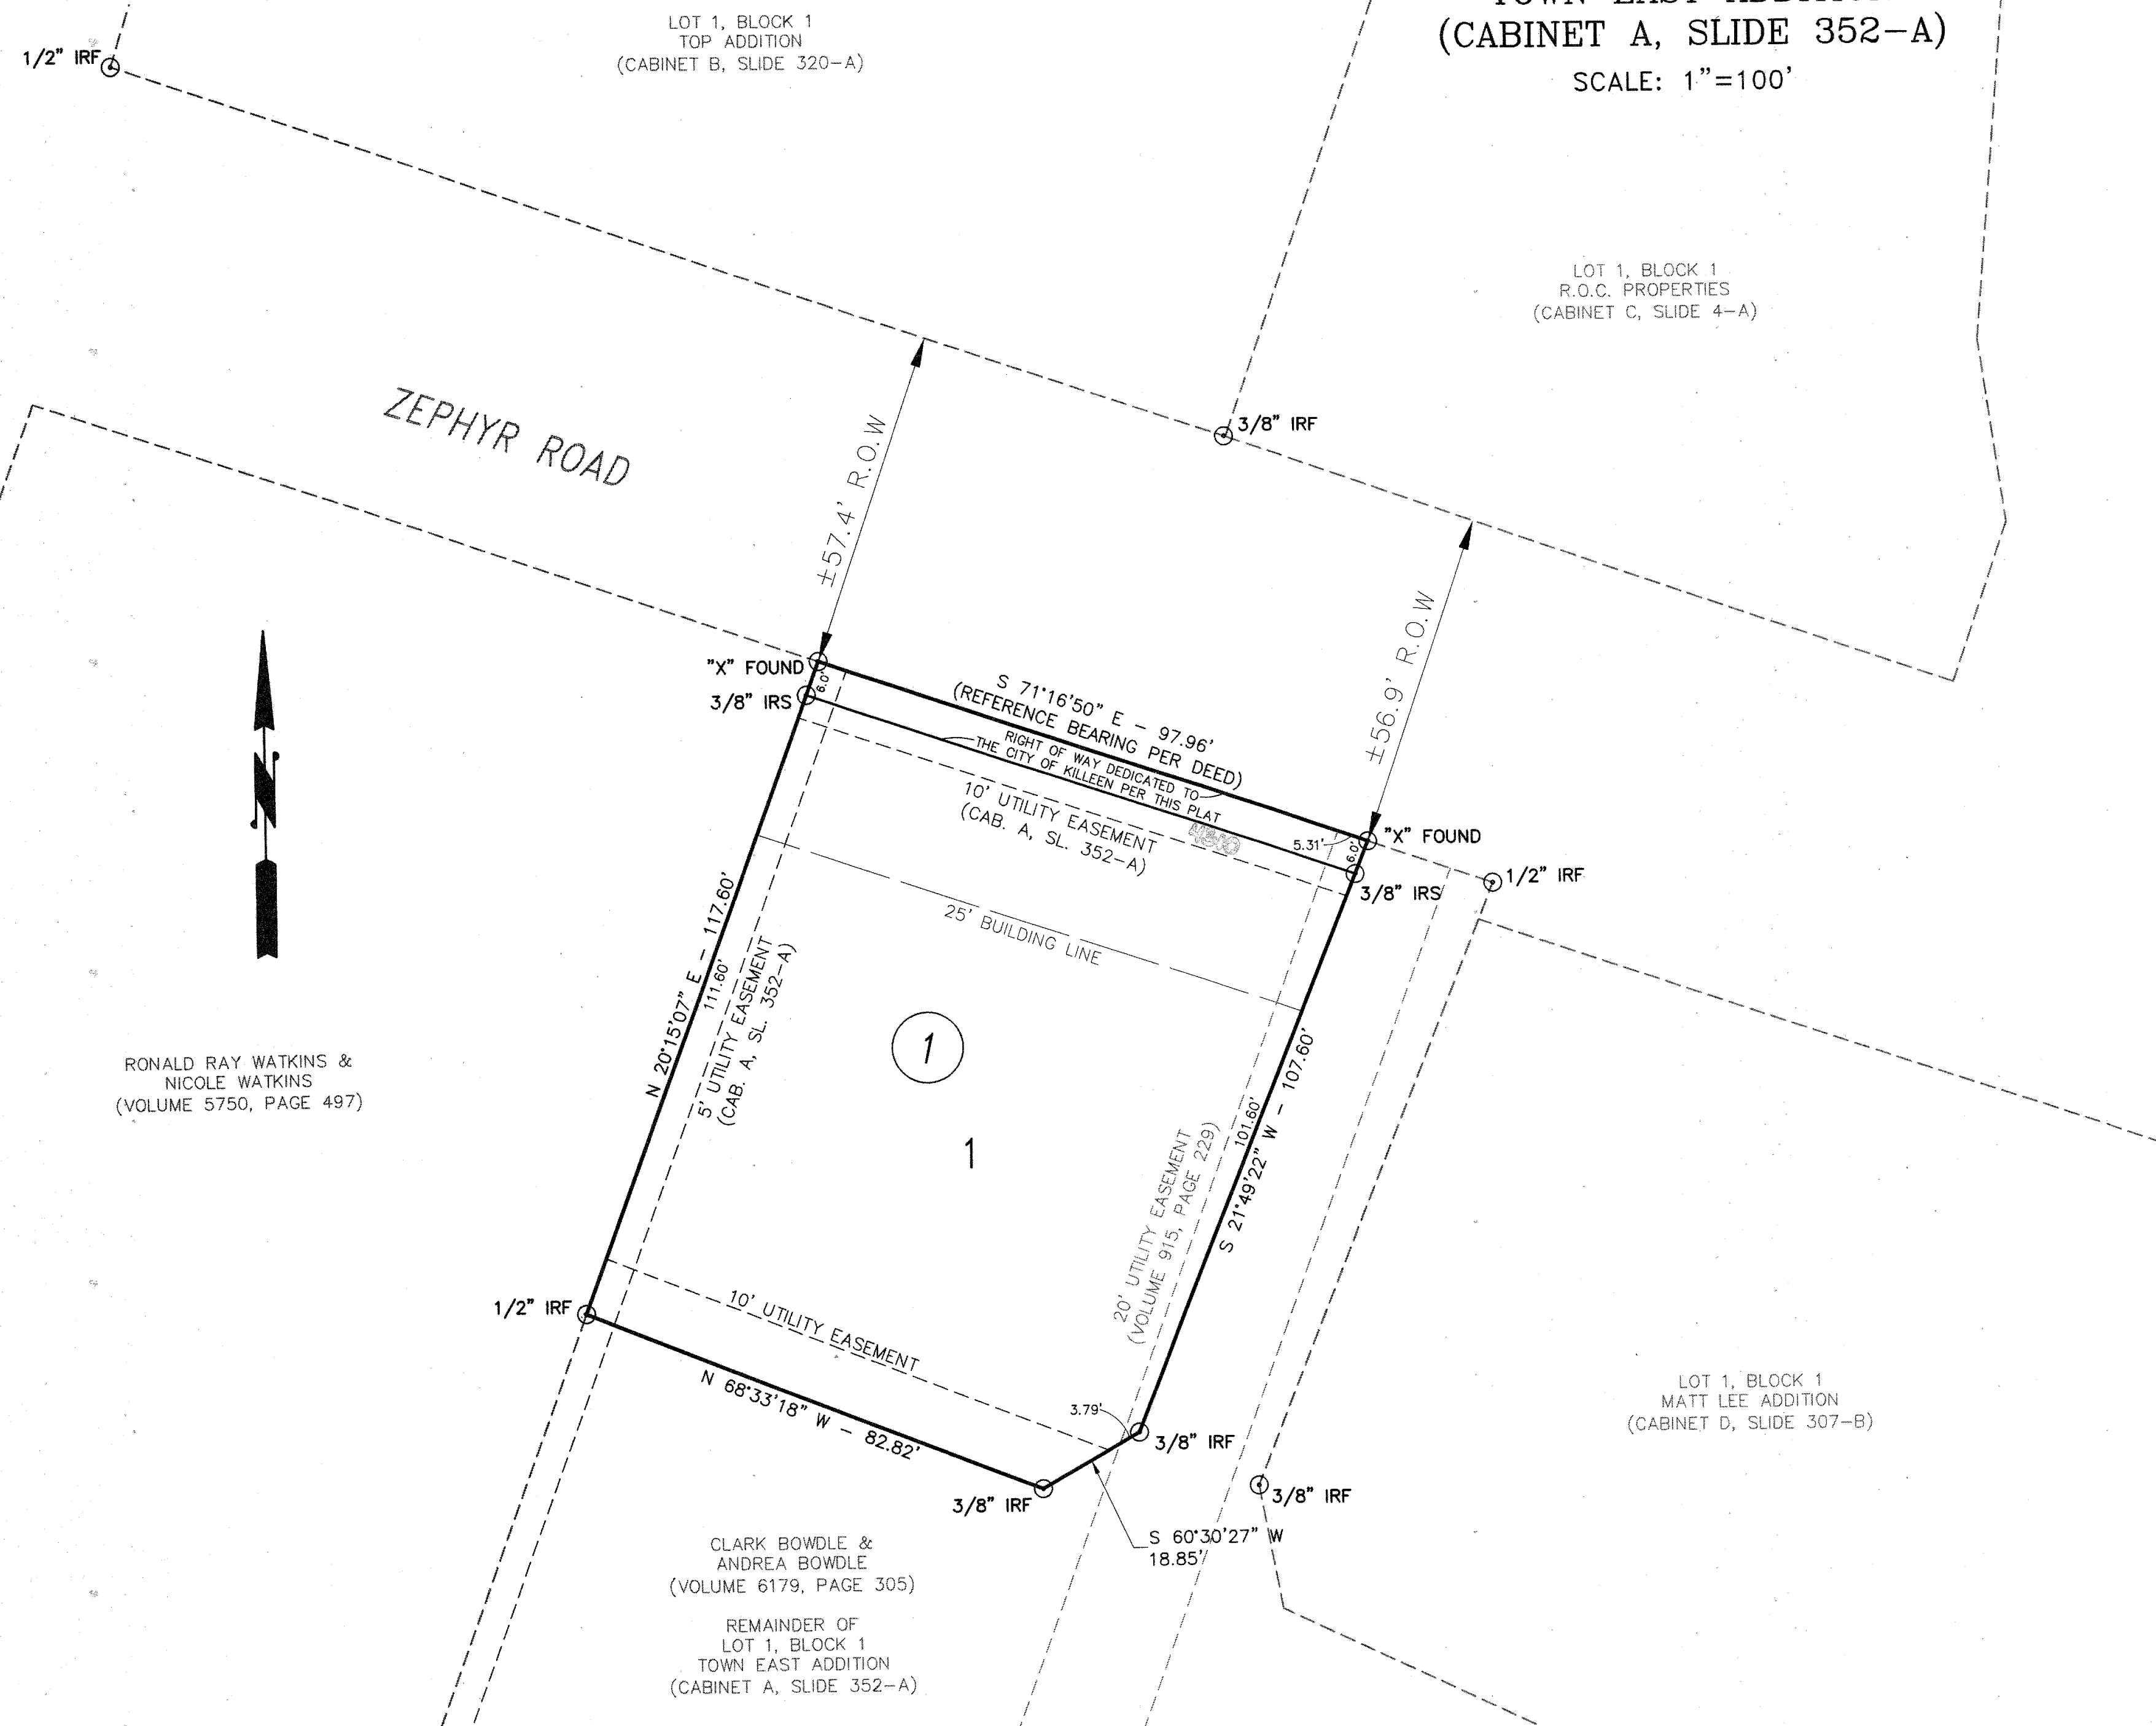 (CABINET A, SLIDE 352-A)
SCALE: 1"=100'
LOT 1, BLOCK 1
TOP ADDITION
(CABINET B, SLIDE 320-A)
1/2" IRF
LOT 1, BLOCK 1
R.O.C. PROPERTIES
(CABINET C, SLIDE 4-A)
3/8" IRF
ZEPHYR ROAD
±57.4' R.O.W
±56.9' R.O.W
"X" FOUND
6.0'
3/8" IRS
S 71°16'50" E - 97.96'
(REFERENCE BEARING PER DEED)
RIGHT OF WAY DEDICATED TO
THE CITY OF KILLEEN PER THIS PLAT
10' UTILITY EASEMENT
(CAB. A, SL. 352-A)
5.31'
6.0'
"X" FOUND
3/8" IRS
1/2" IRF
25' BUILDING LINE
N 20°15'07" E - 117.60'
111.60'
5' UTILITY EASEMENT
(CAB. A, SL. 352-A)
1
1
20' UTILITY EASEMENT
(VOLUME 915, PAGE 229)
101.60'
S 21°49'22" W - 107.60'
RONALD RAY WATKINS &
NICOLE WATKINS
(VOLUME 5750, PAGE 497)
1/2" IRF
10' UTILITY EASEMENT
N 68°33'18" W - 82.82'
3.79'
3/8" IRF
3/8" IRF
3/8" IRF
S 60°30'27" W
18.85'
LOT 1, BLOCK 1
MATT LEE ADDITION
(CABINET D, SLIDE 307-B)
CLARK BOWDLE &
ANDREA BOWDLE
(VOLUME 6179, PAGE 305)
REMAINDER OF
LOT 1, BLOCK 1
TOWN EAST ADDITION
(CABINET A, SLIDE 352-A)